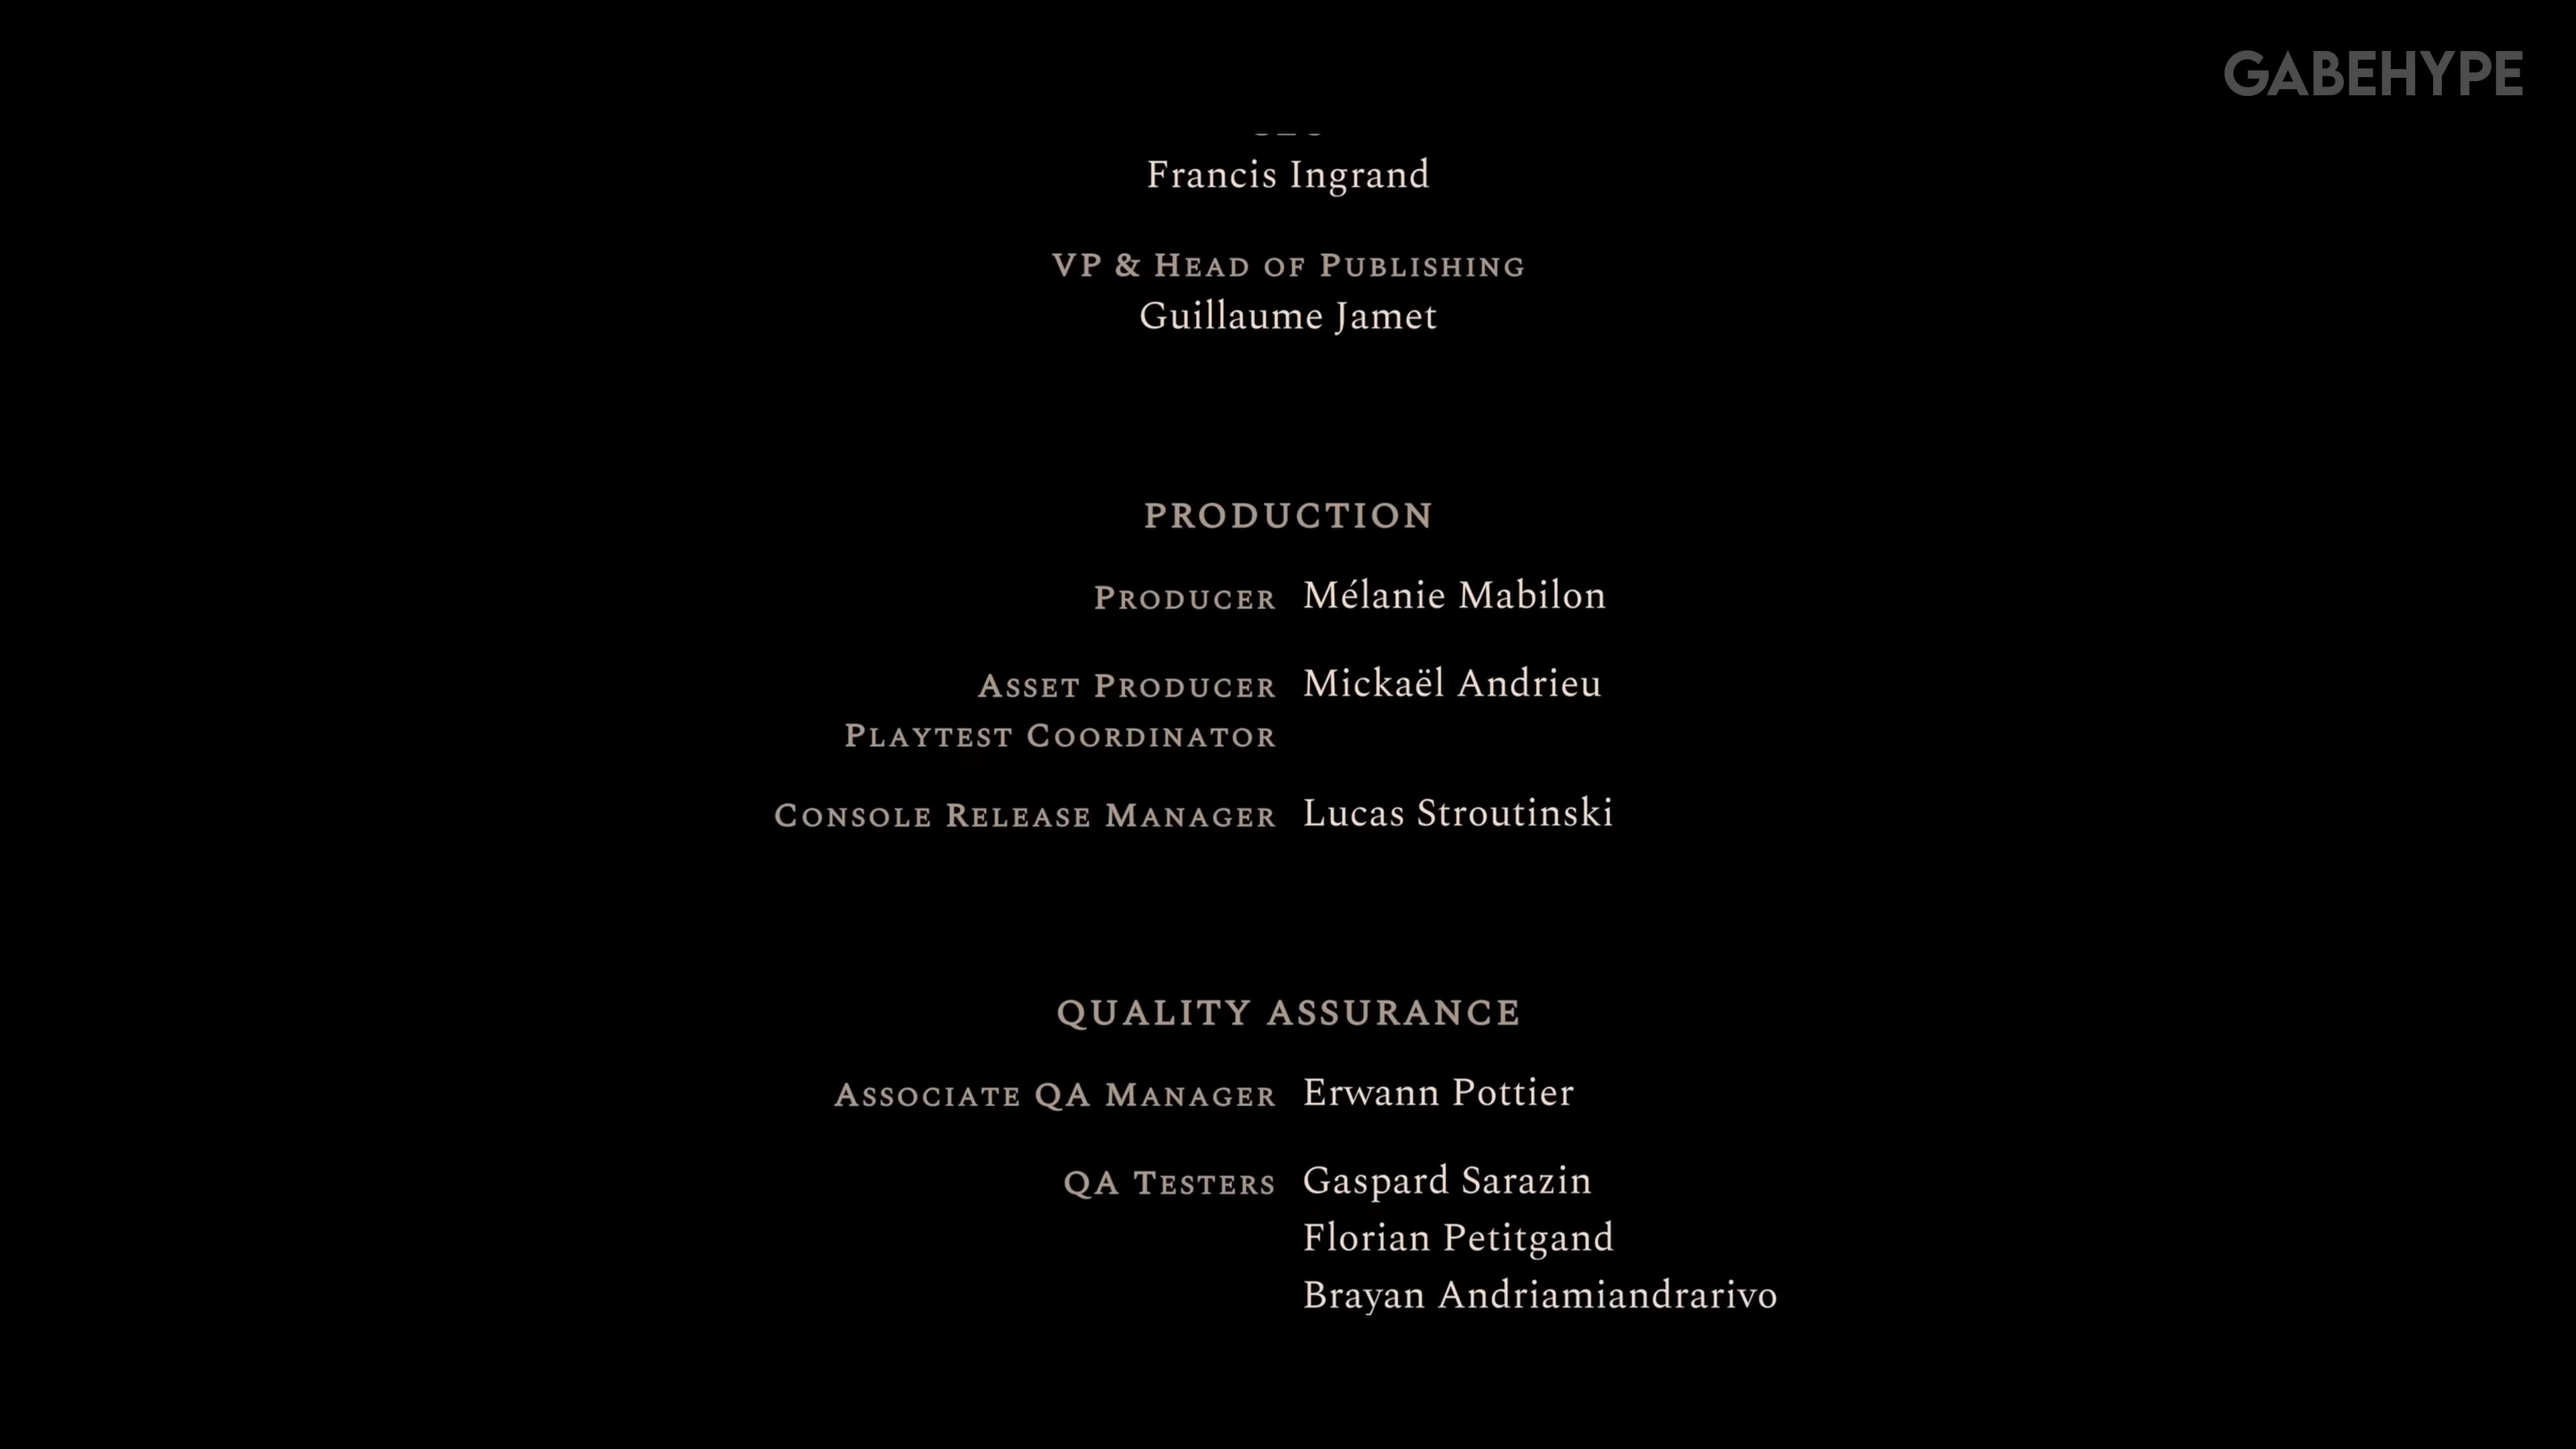 GABEHYPE
Francis Ingrand
VP & HEAD OF PUBLISHING
Guillaume Jamet
PRODUCTION
PRODUCER Mélanie Mabilon
ASSET PRODUCER Mickaël Andrieu
PLAYTEST COORDINATOR
CONSOLE RELEASE MANAGER Lucas Stroutinski
QUALITY ASSURANCE
ASSOCIATE QA MANAGER Erwann Pottier
QA TESTERS Gaspard Sarazin
Florian Petitgand
Brayan Andriamiandrarivo